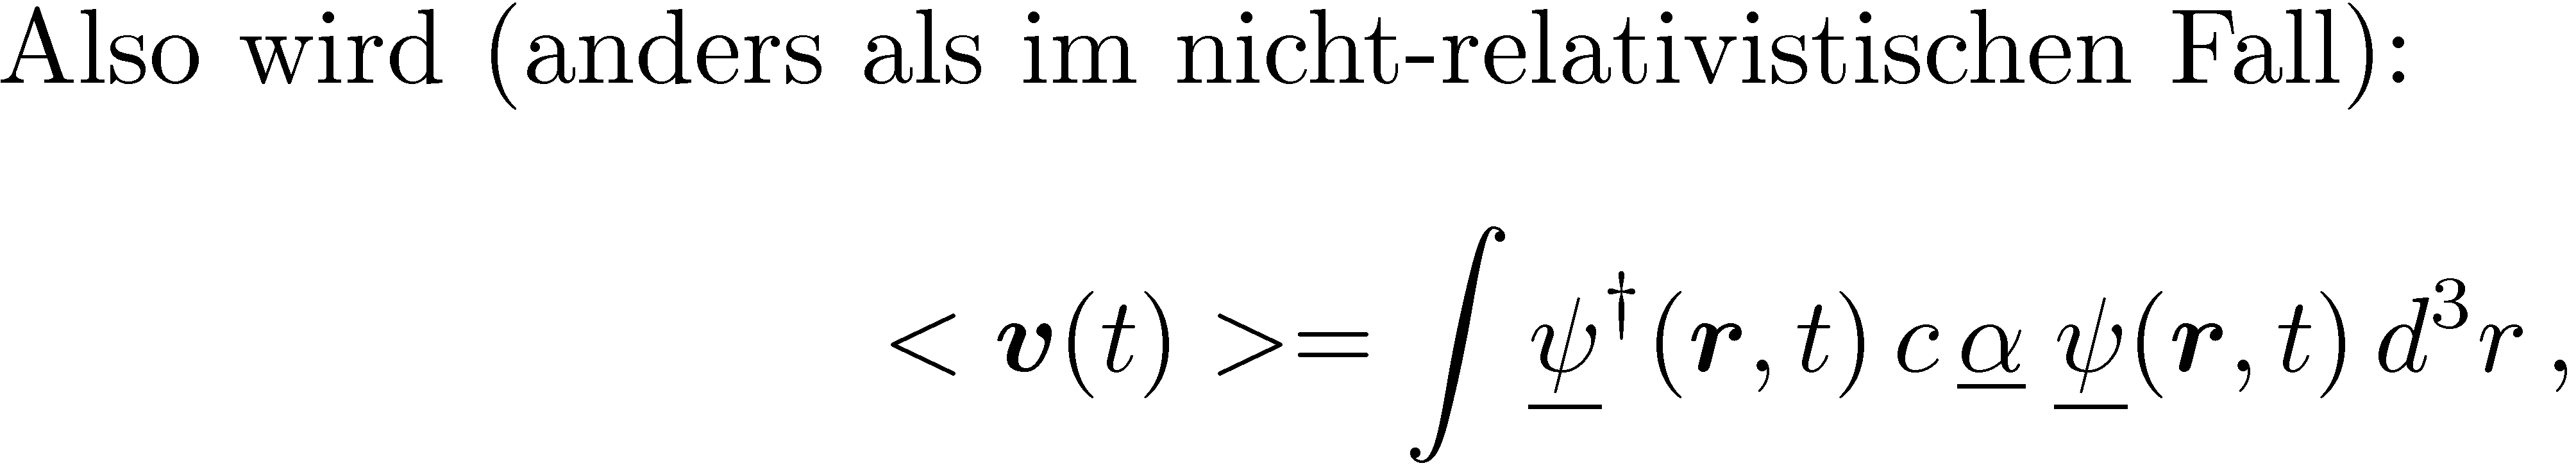 Also wird (anders als im nicht-relativistischen Fall):
< 𝒗(t) >= ∫ ψ̲†(𝒓, t) c α̲ ψ̲(𝒓, t) d³r ,